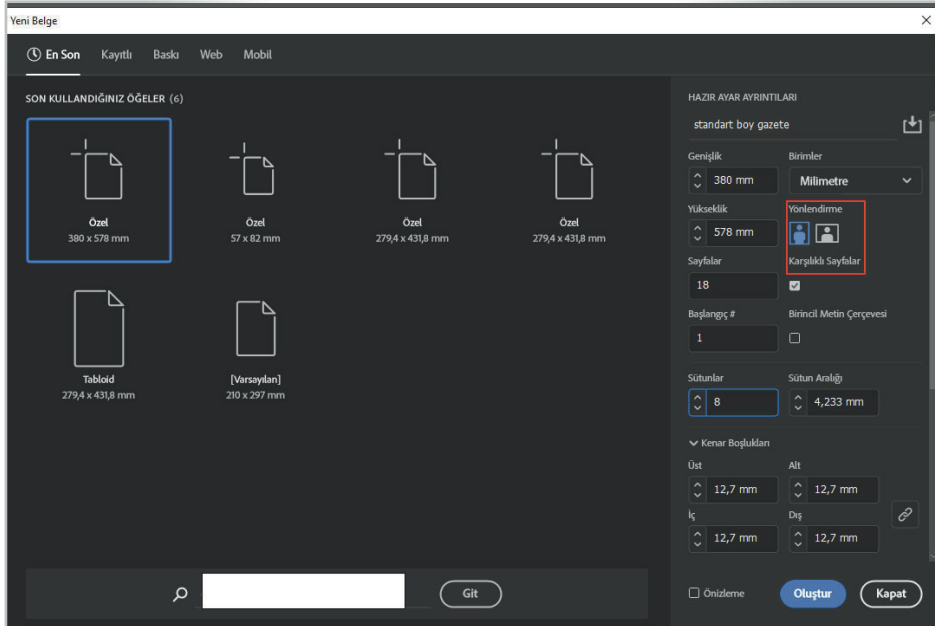 Yeni Belge
En Son Kayıtlı Baskı Web Mobil
SON KULLANDIĞINIZ ÖĞELER (6)
Özel
380 x 578 mm
Özel
57 x 82 mm
Özel
279,4 x 431,8 mm
Özel
279,4 x 431,8 mm
Tabloid
279,4 x 431,8 mm
[Varsayılan]
210 x 297 mm
Git
HAZIR AYAR AYRINTILARI
standart boy gazete
Genişlik Birimler
380 mm Milimetre
Yükseklik Yönlendirme
578 mm
Sayfalar Karşılıklı Sayfalar
18
Başlangıç # Birincil Metin Çerçevesi
1
Sütunlar Sütun Aralığı
8 4,233 mm
Kenar Boşlukları
Üst Alt
12,7 mm 12,7 mm
İç Dış
12,7 mm 12,7 mm
Önizleme Oluştur Kapat